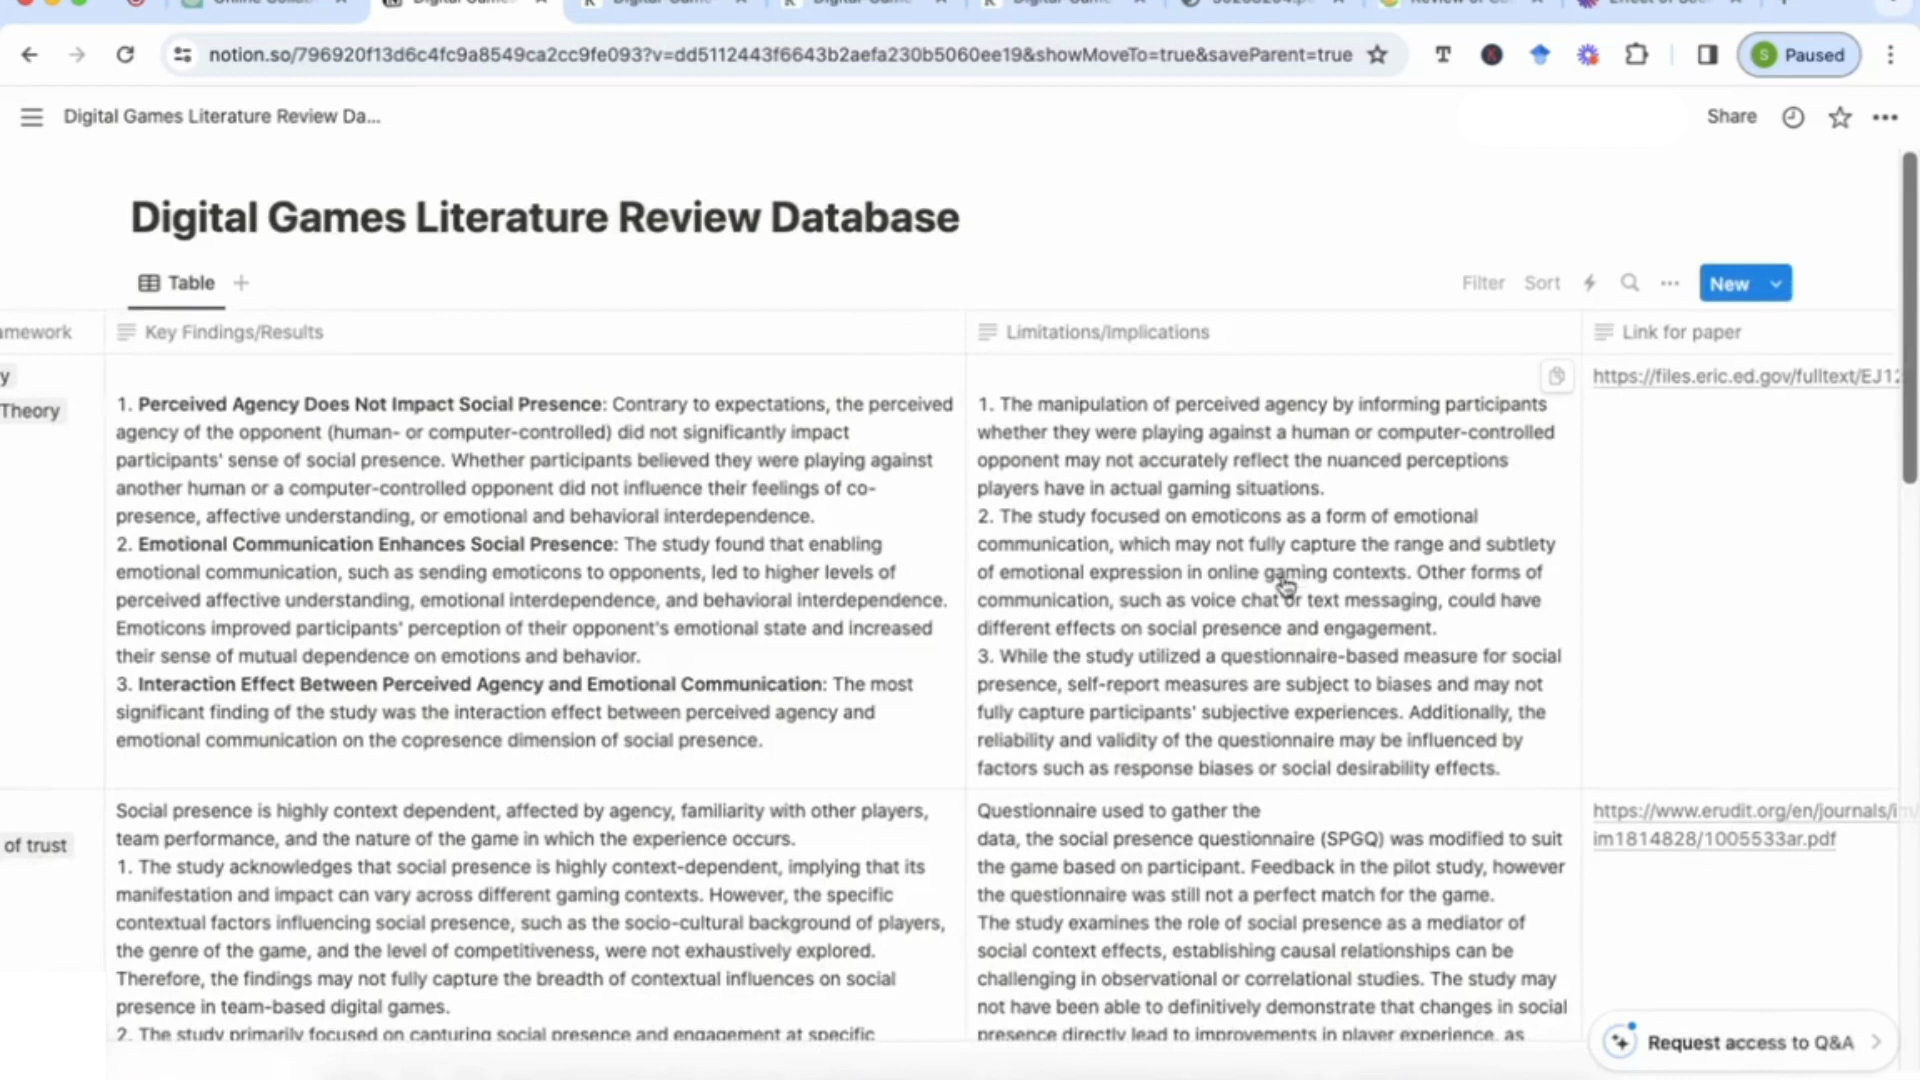 notion.so/796920f13d6c4fc9a8549ca2cc9fe093?v=dd5112443f6643b2aefa230b5060ee19&showMoveTo=true&saveParent=true
T
K
S
Paused
Digital Games Literature Review Da...
Share
Digital Games Literature Review Database
Table
Filter
Sort
New
amework
Key Findings/Results
Limitations/Implications
Link for paper
y
Theory
1. Perceived Agency Does Not Impact Social Presence: Contrary to expectations, the perceived
agency of the opponent (human- or computer-controlled) did not significantly impact
participants' sense of social presence. Whether participants believed they were playing against
another human or a computer-controlled opponent did not influence their feelings of co-
presence, affective understanding, or emotional and behavioral interdependence.
2. Emotional Communication Enhances Social Presence: The study found that enabling
emotional communication, such as sending emoticons to opponents, led to higher levels of
perceived affective understanding, emotional interdependence, and behavioral interdependence.
Emoticons improved participants' perception of their opponent's emotional state and increased
their sense of mutual dependence on emotions and behavior.
3. Interaction Effect Between Perceived Agency and Emotional Communication: The most
significant finding of the study was the interaction effect between perceived agency and
emotional communication on the copresence dimension of social presence.
1. The manipulation of perceived agency by informing participants
whether they were playing against a human or computer-controlled
opponent may not accurately reflect the nuanced perceptions
players have in actual gaming situations.
2. The study focused on emoticons as a form of emotional
communication, which may not fully capture the range and subtlety
of emotional expression in online gaming contexts. Other forms of
communication, such as voice chat or text messaging, could have
different effects on social presence and engagement.
3. While the study utilized a questionnaire-based measure for social
presence, self-report measures are subject to biases and may not
fully capture participants' subjective experiences. Additionally, the
reliability and validity of the questionnaire may be influenced by
factors such as response biases or social desirability effects.
https://files.eric.ed.gov/fulltext/EJ12
of trust
Social presence is highly context dependent, affected by agency, familiarity with other players,
team performance, and the nature of the game in which the experience occurs.
1. The study acknowledges that social presence is highly context-dependent, implying that its
manifestation and impact can vary across different gaming contexts. However, the specific
contextual factors influencing social presence, such as the socio-cultural background of players,
the genre of the game, and the level of competitiveness, were not exhaustively explored.
Therefore, the findings may not fully capture the breadth of contextual influences on social
presence in team-based digital games.
2. The study primarily focused on capturing social presence and engagement at specific
Questionnaire used to gather the
data, the social presence questionnaire (SPGQ) was modified to suit
the game based on participant. Feedback in the pilot study, however
the questionnaire was still not a perfect match for the game.
The study examines the role of social presence as a mediator of
social context effects, establishing causal relationships can be
challenging in observational or correlational studies. The study may
not have been able to definitively demonstrate that changes in social
presence directly lead to improvements in player experience, as
https://www.erudit.org/en/journals/im/
im1814828/1005533ar.pdf
Request access to Q&A